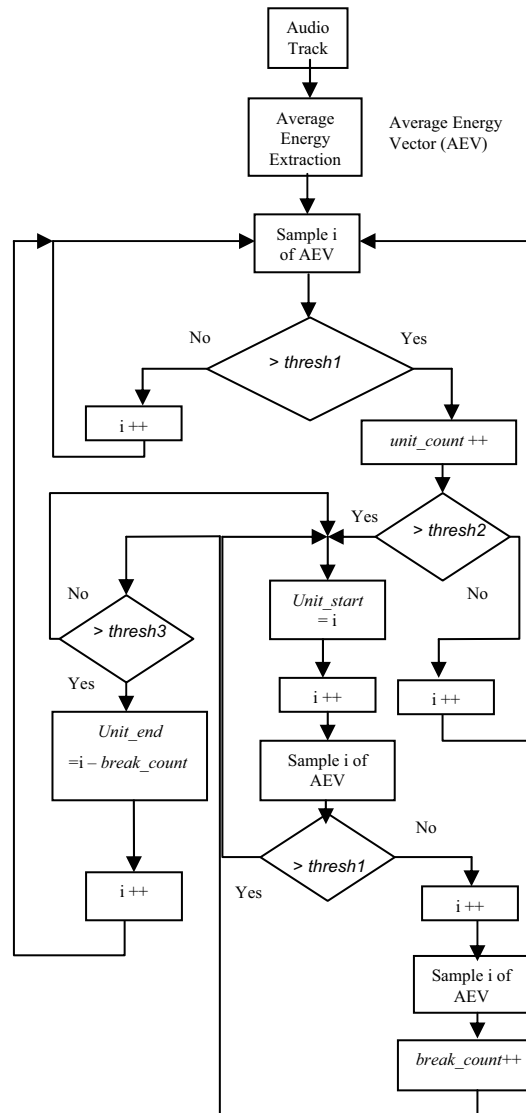 Audio
Track
Average
Energy
Extraction
Average Energy
Vector (AEV)
Sample i
of AEV
No
Yes
> thresh1
i ++
unit_count ++
Yes
> thresh2
No
Unit_start
= i
No
> thresh3
Yes
i ++
i ++
Unit_end
=i – break_count
Sample i of
AEV
No
> thresh1
Yes
i ++
i ++
Sample i of
AEV
break_count++